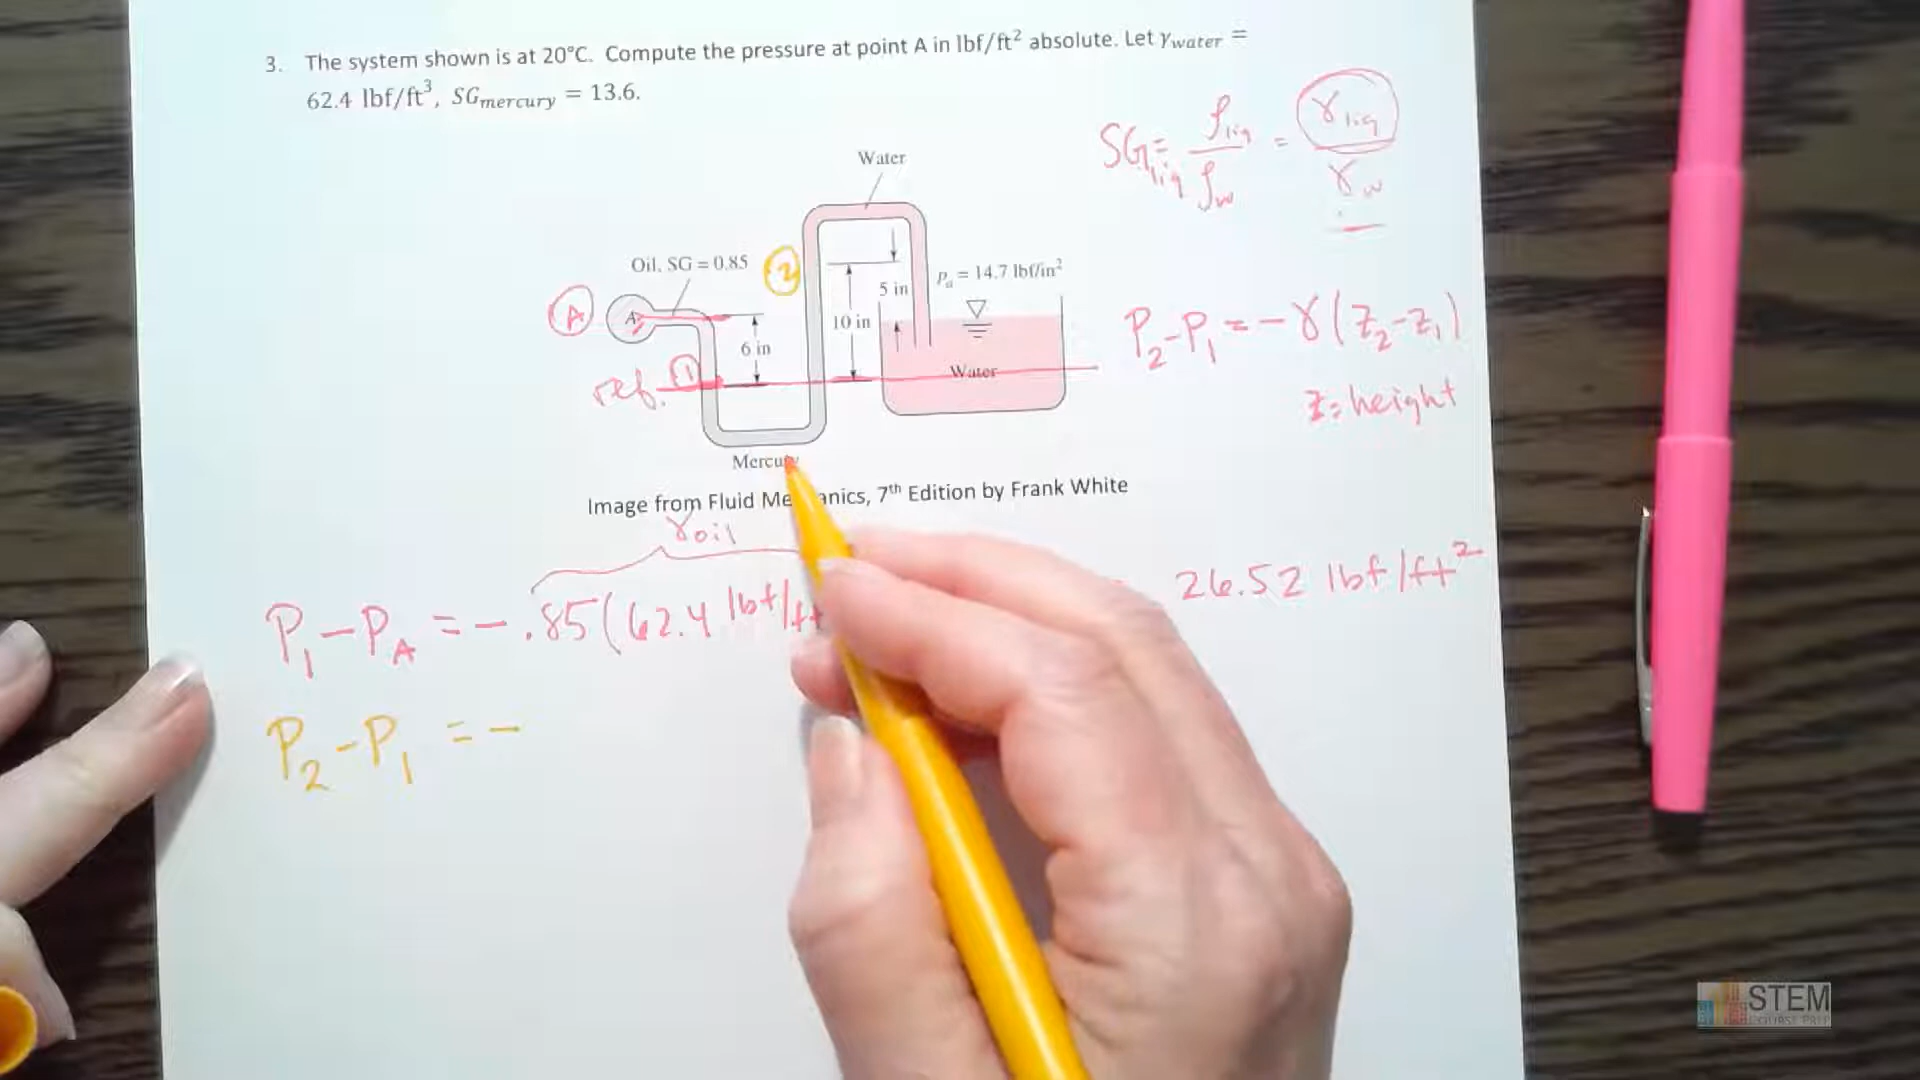 3. The system shown is at 20°C. Compute the pressure at point A in lbf/ft² absolute. Let γwater =
62.4 lbf/ft³, SGmercury = 13.6.
SGliq = ρliq / ρw = γliq / γw
Water
Oil, SG = 0.85
2
Pa = 14.7 lbf/in²
A
A
5 in
10 in
6 in
P2 - P1 = - γ(z2 - z1)
ref.
1
Water
z = height
Mercury
Image from Fluid Mechanics, 7th Edition by Frank White
γoil
P1 - PA = - .85(62.4 lbf/ft
26.52 lbf/ft²
P2 - P1 = -
STEM
COURSE PREP